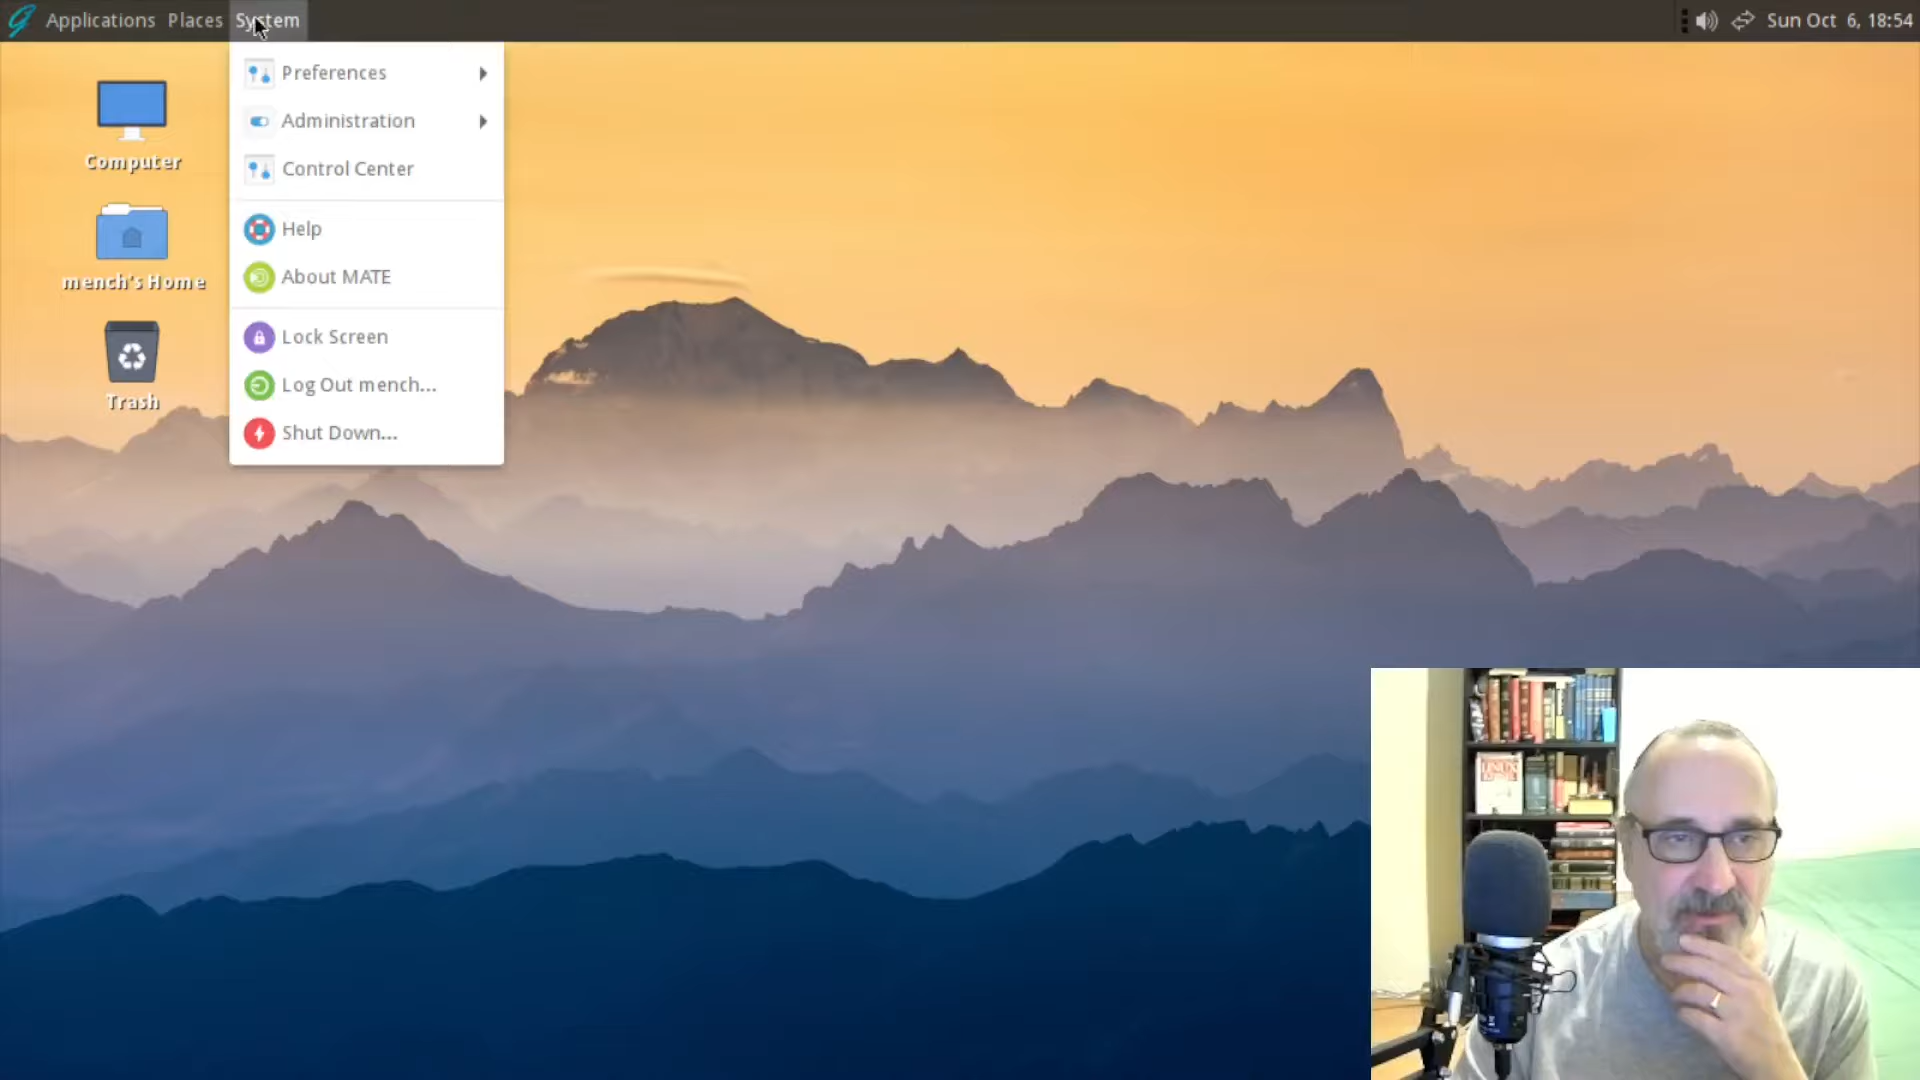 Applications Places System
Sun Oct 6, 18:54
Computer
mench's Home
Trash
Preferences
Administration
Control Center
Help
About MATE
Lock Screen
Log Out mench...
Shut Down...